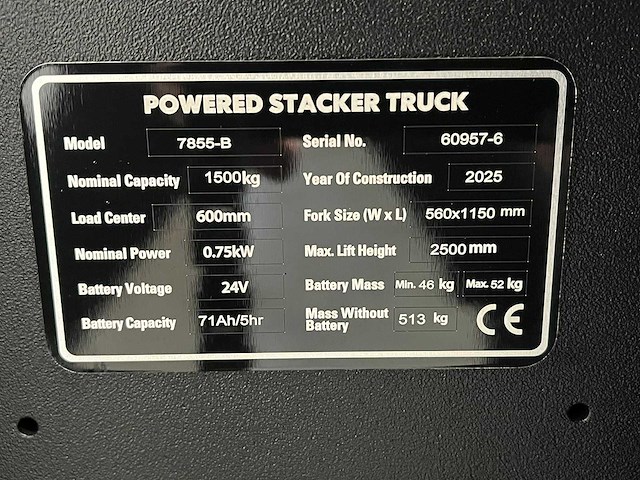 POWERED STACKER TRUCK
Model 7855-B Serial No. 60957-6
Nominal Capacity 1500kg Year Of Construction 2025
Load Center 600mm Fork Size (W x L) 560x1150 mm
Nominal Power 0.75kW Max. Lift Height 2500 mm
Battery Voltage 24V Battery Mass Min. 46 kg Max. 52 kg
Battery Capacity 71Ah/5hr Mass Without Battery 513 kg CE